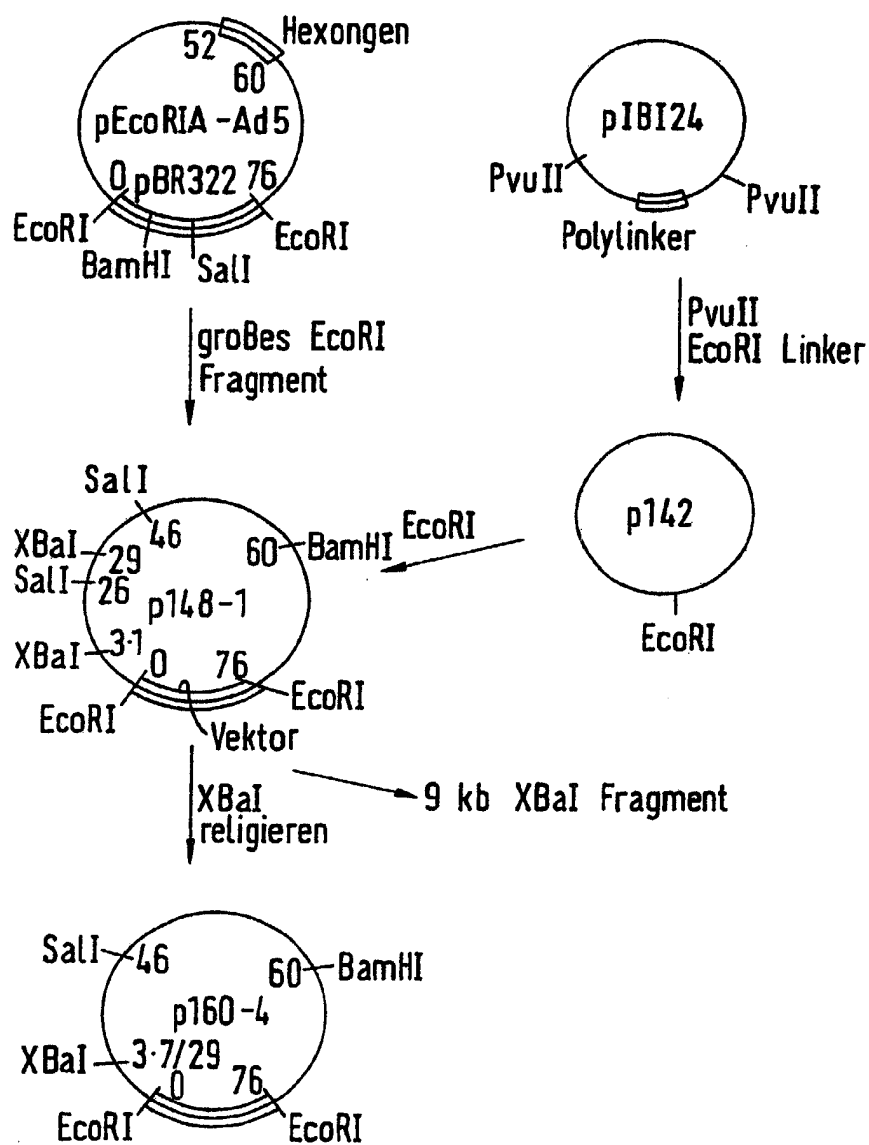 52
Hexongen
60
pEcoRIA-Ad5
0 pBR322 76
EcoRI
EcoRI
BamHI
SalI
pIBI24
PvuII
PvuII
Polylinker
großes EcoRI
Fragment
PvuII
EcoRI Linker
SalI
46
XBaI
29
SalI
26
60
BamHI
p148-1
XBaI
3·1
0
76
EcoRI
EcoRI
Vektor
EcoRI
p142
EcoRI
XBaI
religieren
9 kb XBaI Fragment
SalI
46
60
BamHI
p160-4
XBaI
3·7/29
0
76
EcoRI
EcoRI